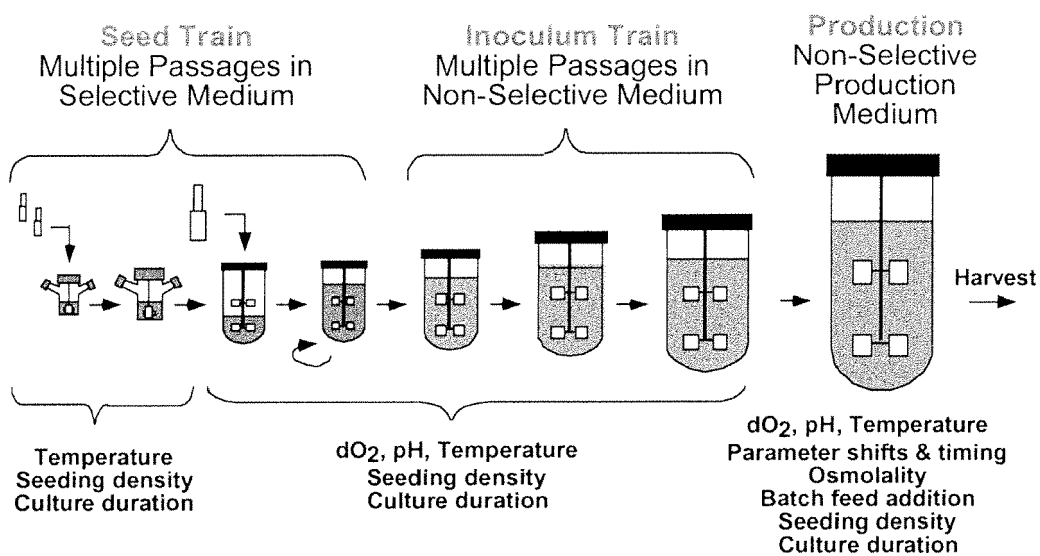 Seed Train
Multiple Passages in
Selective Medium
Inoculum Train
Multiple Passages in
Non-Selective Medium
Production
Non-Selective
Production
Medium
Harvest
Temperature
Seeding density
Culture duration
dO2, pH, Temperature
Seeding density
Culture duration
dO2, pH, Temperature
Parameter shifts & timing
Osmolality
Batch feed addition
Seeding density
Culture duration